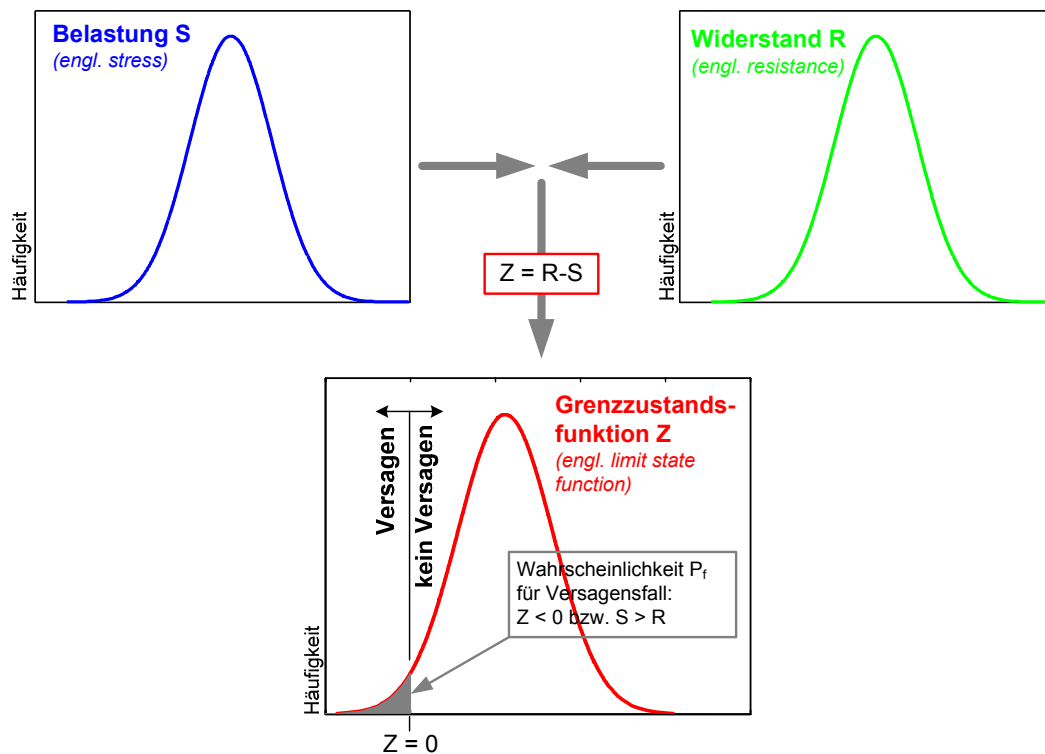 Belastung S
(engl. stress)
Häufigkeit
Widerstand R
(engl. resistance)
Häufigkeit
Z = R-S
Grenzzustands-
funktion Z
(engl. limit state
function)
Versagen
kein Versagen
Wahrscheinlichkeit Pf
für Versagensfall:
Z < 0 bzw. S > R
Häufigkeit
Z = 0